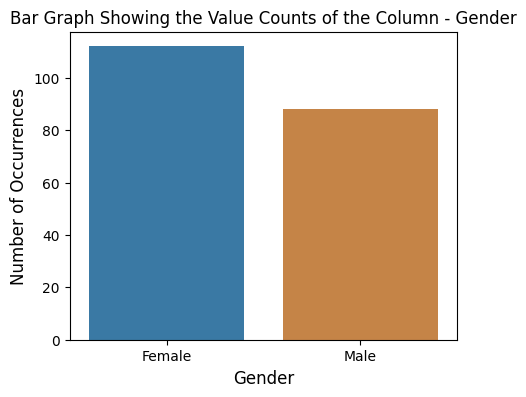 Bar Graph Showing the Value Counts of the Column - Gender
100
80
60
40
20
0
Number of Occurrences
Female Male
Gender